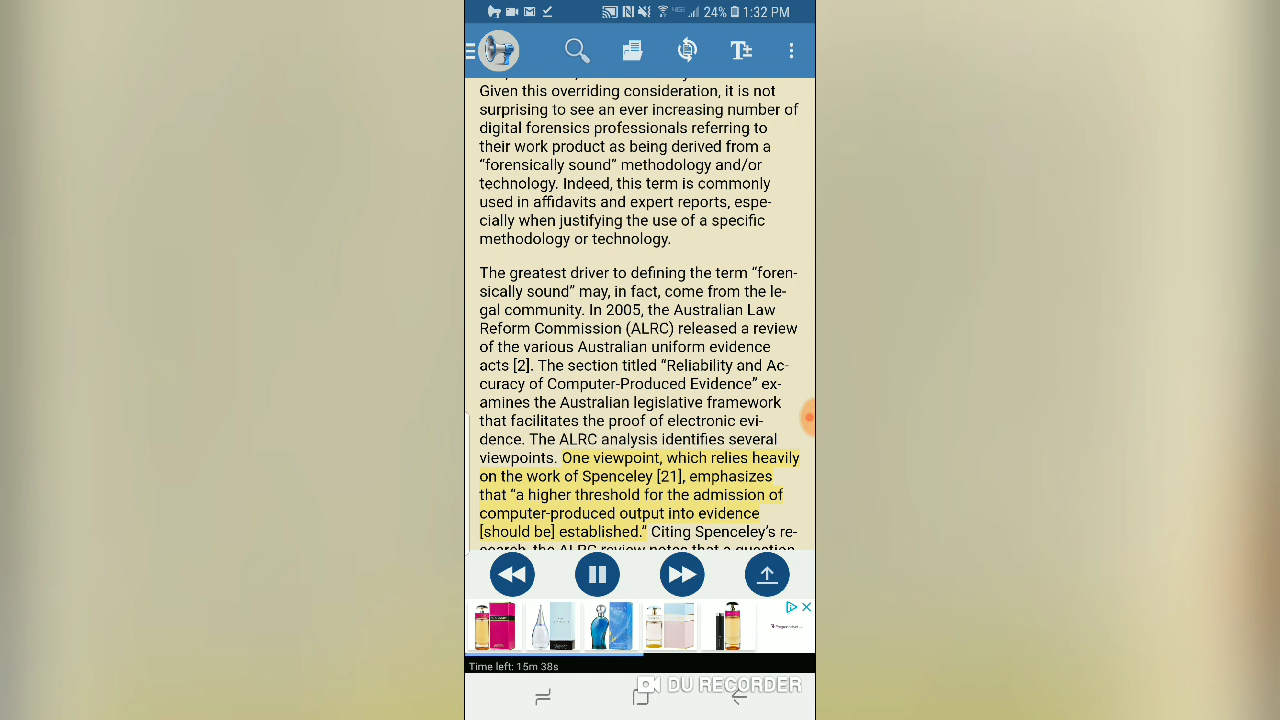 24% 1:32 PM
T±
Given this overriding consideration, it is not
surprising to see an ever increasing number of
digital forensics professionals referring to
their work product as being derived from a
“forensically sound” methodology and/or
technology. Indeed, this term is commonly
used in affidavits and expert reports, espe-
cially when justifying the use of a specific
methodology or technology.
The greatest driver to defining the term “foren-
sically sound” may, in fact, come from the le-
gal community. In 2005, the Australian Law
Reform Commission (ALRC) released a review
of the various Australian uniform evidence
acts [2]. The section titled “Reliability and Ac-
curacy of Computer-Produced Evidence” ex-
amines the Australian legislative framework
that facilitates the proof of electronic evi-
dence. The ALRC analysis identifies several
viewpoints. One viewpoint, which relies heavily
on the work of Spenceley [21], emphasizes
that “a higher threshold for the admission of
computer-produced output into evidence
[should be] established.” Citing Spenceley’s re-
search, the ALRC review notes that a question
Time left: 15m 38s
DU RECORDER